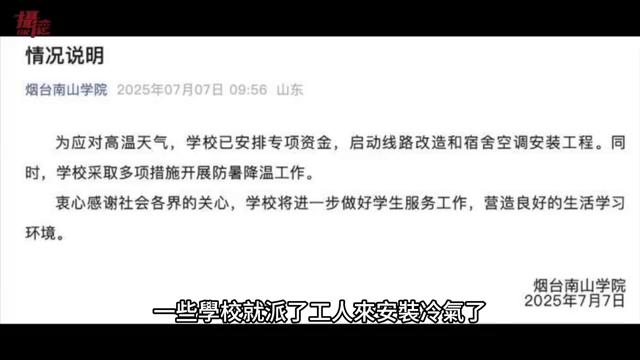 情况说明
烟台南山学院 2025年07月07日 09:56 山东
为应对高温天气，学校已安排专项资金，启动线路改造和宿舍空调安装工程。同
时，学校采取多项措施开展防暑降温工作。
衷心感谢社会各界的关心，学校将进一步做好学生服务工作，营造良好的生活学习
环境。
烟台南山学院
2025年7月7日
一些學校就派了工人來安裝冷氣了